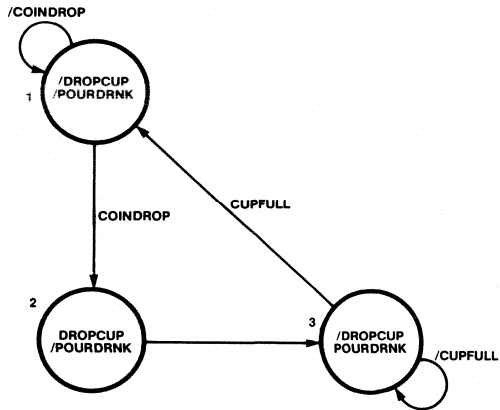 /COINDROP
/DROPCUP
/POURDRNK
1
COINDROP
CUPFULL
2
DROPCUP
/POURDRNK
3
/DROPCUP
POURDRNK
/CUPFULL